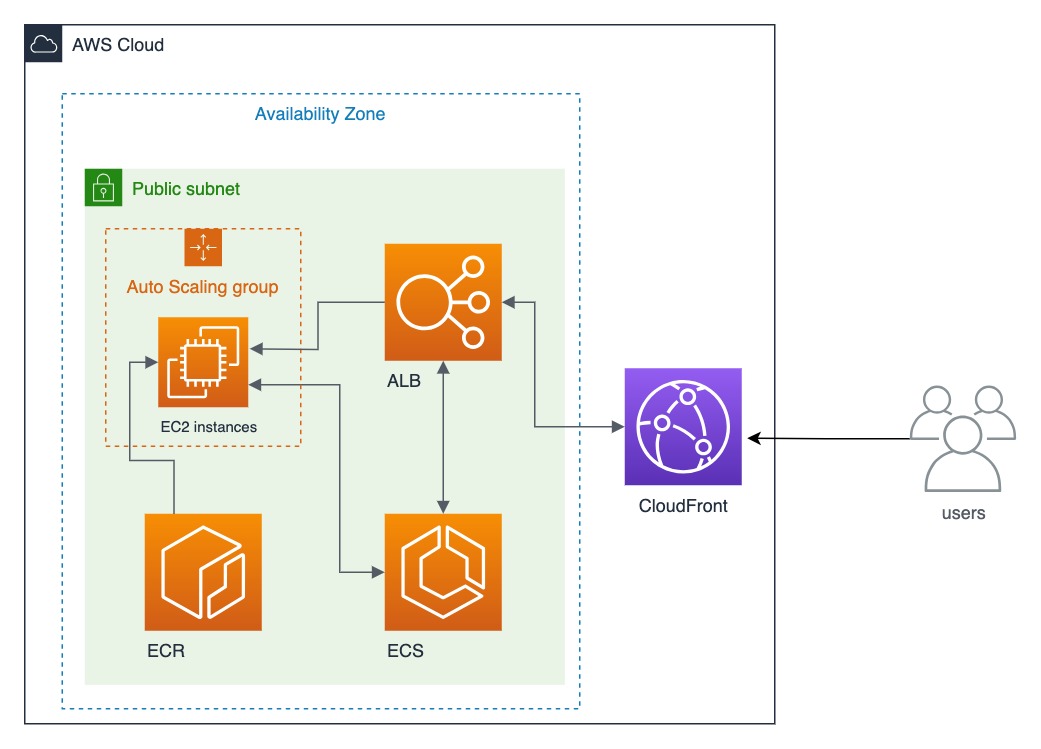 AWS Cloud
Availability Zone
Public subnet
Auto Scaling group
EC2 instances
ALB
CloudFront
users
ECR
ECS